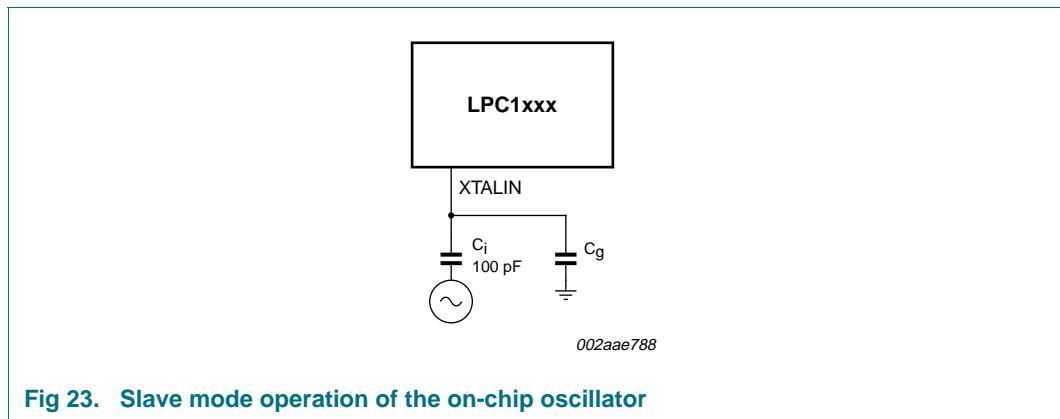 LPC1xxx
XTALIN
Ci
100 pF
Cg
002aae788
Fig 23. Slave mode operation of the on-chip oscillator